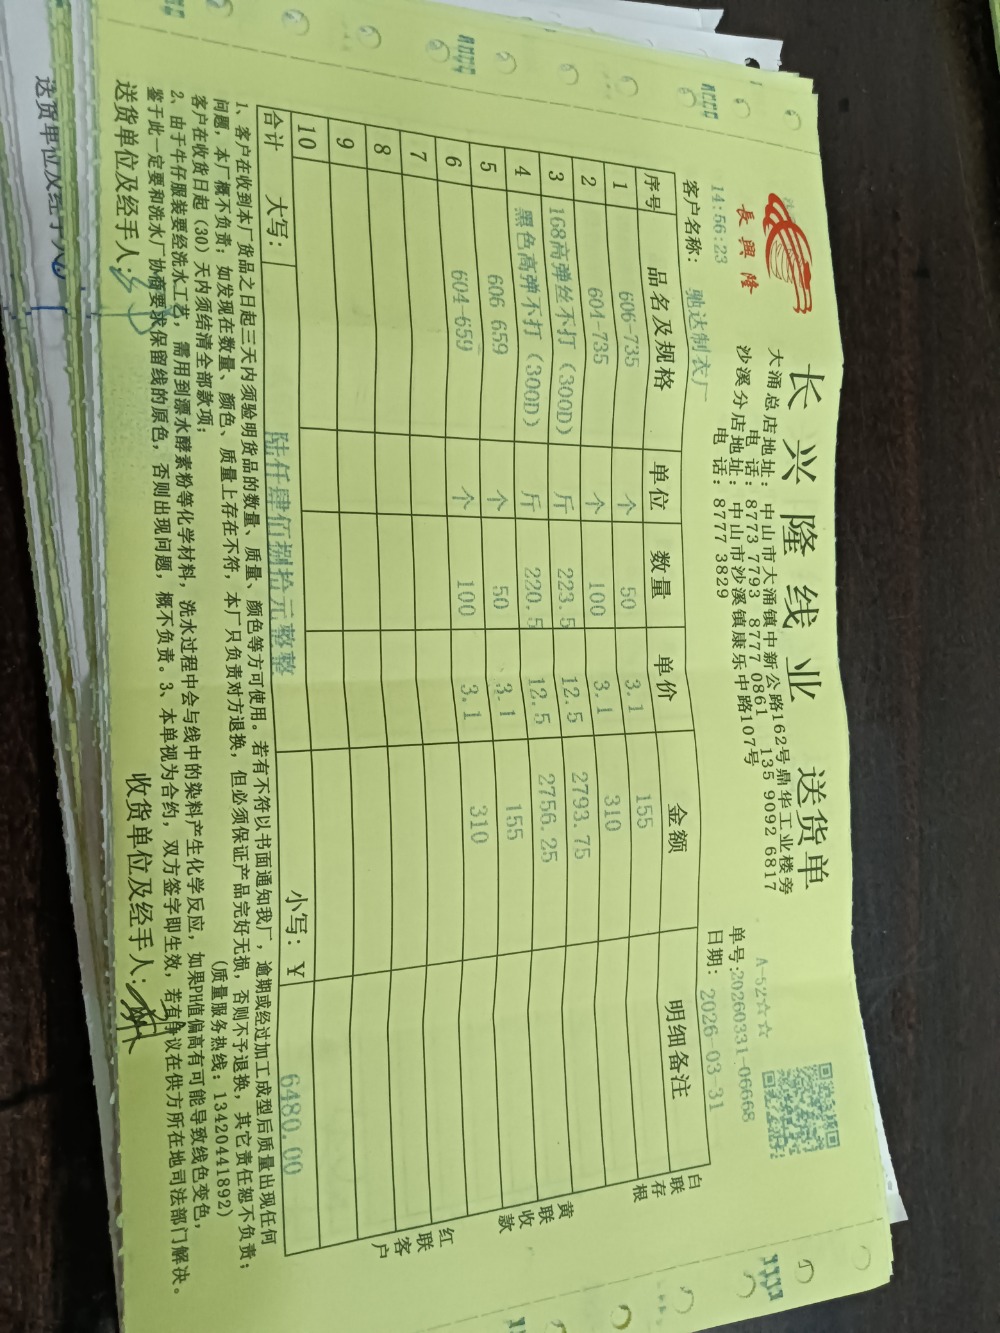 長興隆
长兴隆线业 送货单
大涌总店地址：中山市大涌镇中新公路162号鼎华工业楼旁
电 话：8773 7793 8777 0861 135 9092 6817
沙溪分店地址：中山市沙溪镇康乐中路107号
电 话：8777 3829
A-52☆☆☆
单号:20260331-06668
日期：2026-03-31
14:56:23
客户名称：驰达制衣厂
序号 品名及规格 单位 数量 单价 金额 明细备注
1 606-735 个 50 3.1 155
2 604-735 个 100 3.1 310
3 168高弹丝不打（300D） 斤 223.5 12.5 2793.75
4 黑色高弹不打（300D） 斤 220.5 12.5 2756.25
5 606 659 个 50 3.1 155
6 604-659 个 100 3.1 310
7
8
9
10
合计 大写：陆仟肆佰捌拾元整整 小写：¥ 6480.00
白联存根
黄联收款
红联客户
1、客户在收到本厂货品之日起三天内须验明货品的数量、质量、颜色等方可使用。若有不符以书面通知我厂，逾期或经过加工成型后质量出现任何
问题，本厂概不负责；如发现在数量、颜色、质量上存在不符，本厂只负责对方退换，但必须保证产品完好无损，否则不予退换，其它责任恕不负责；
客户在收货日起（30）天内须结清全部款项； （质量服务热线：13420441892）
2、由于牛仔服装要经洗水工艺，需用到漂水酵素粉等化学材料，洗水过程中会与线中的染料产生化学反应，如果PH值偏高有可能导致线色变色，
鉴于此一定要和洗水厂协商要求保留线的原色，否则出现问题，概不负责。3、本单视为合约，双方签字即生效，若有争议在供方所在地司法部门解决。
送货单位及经手人： 收货单位及经手人：
送货单位及经手人